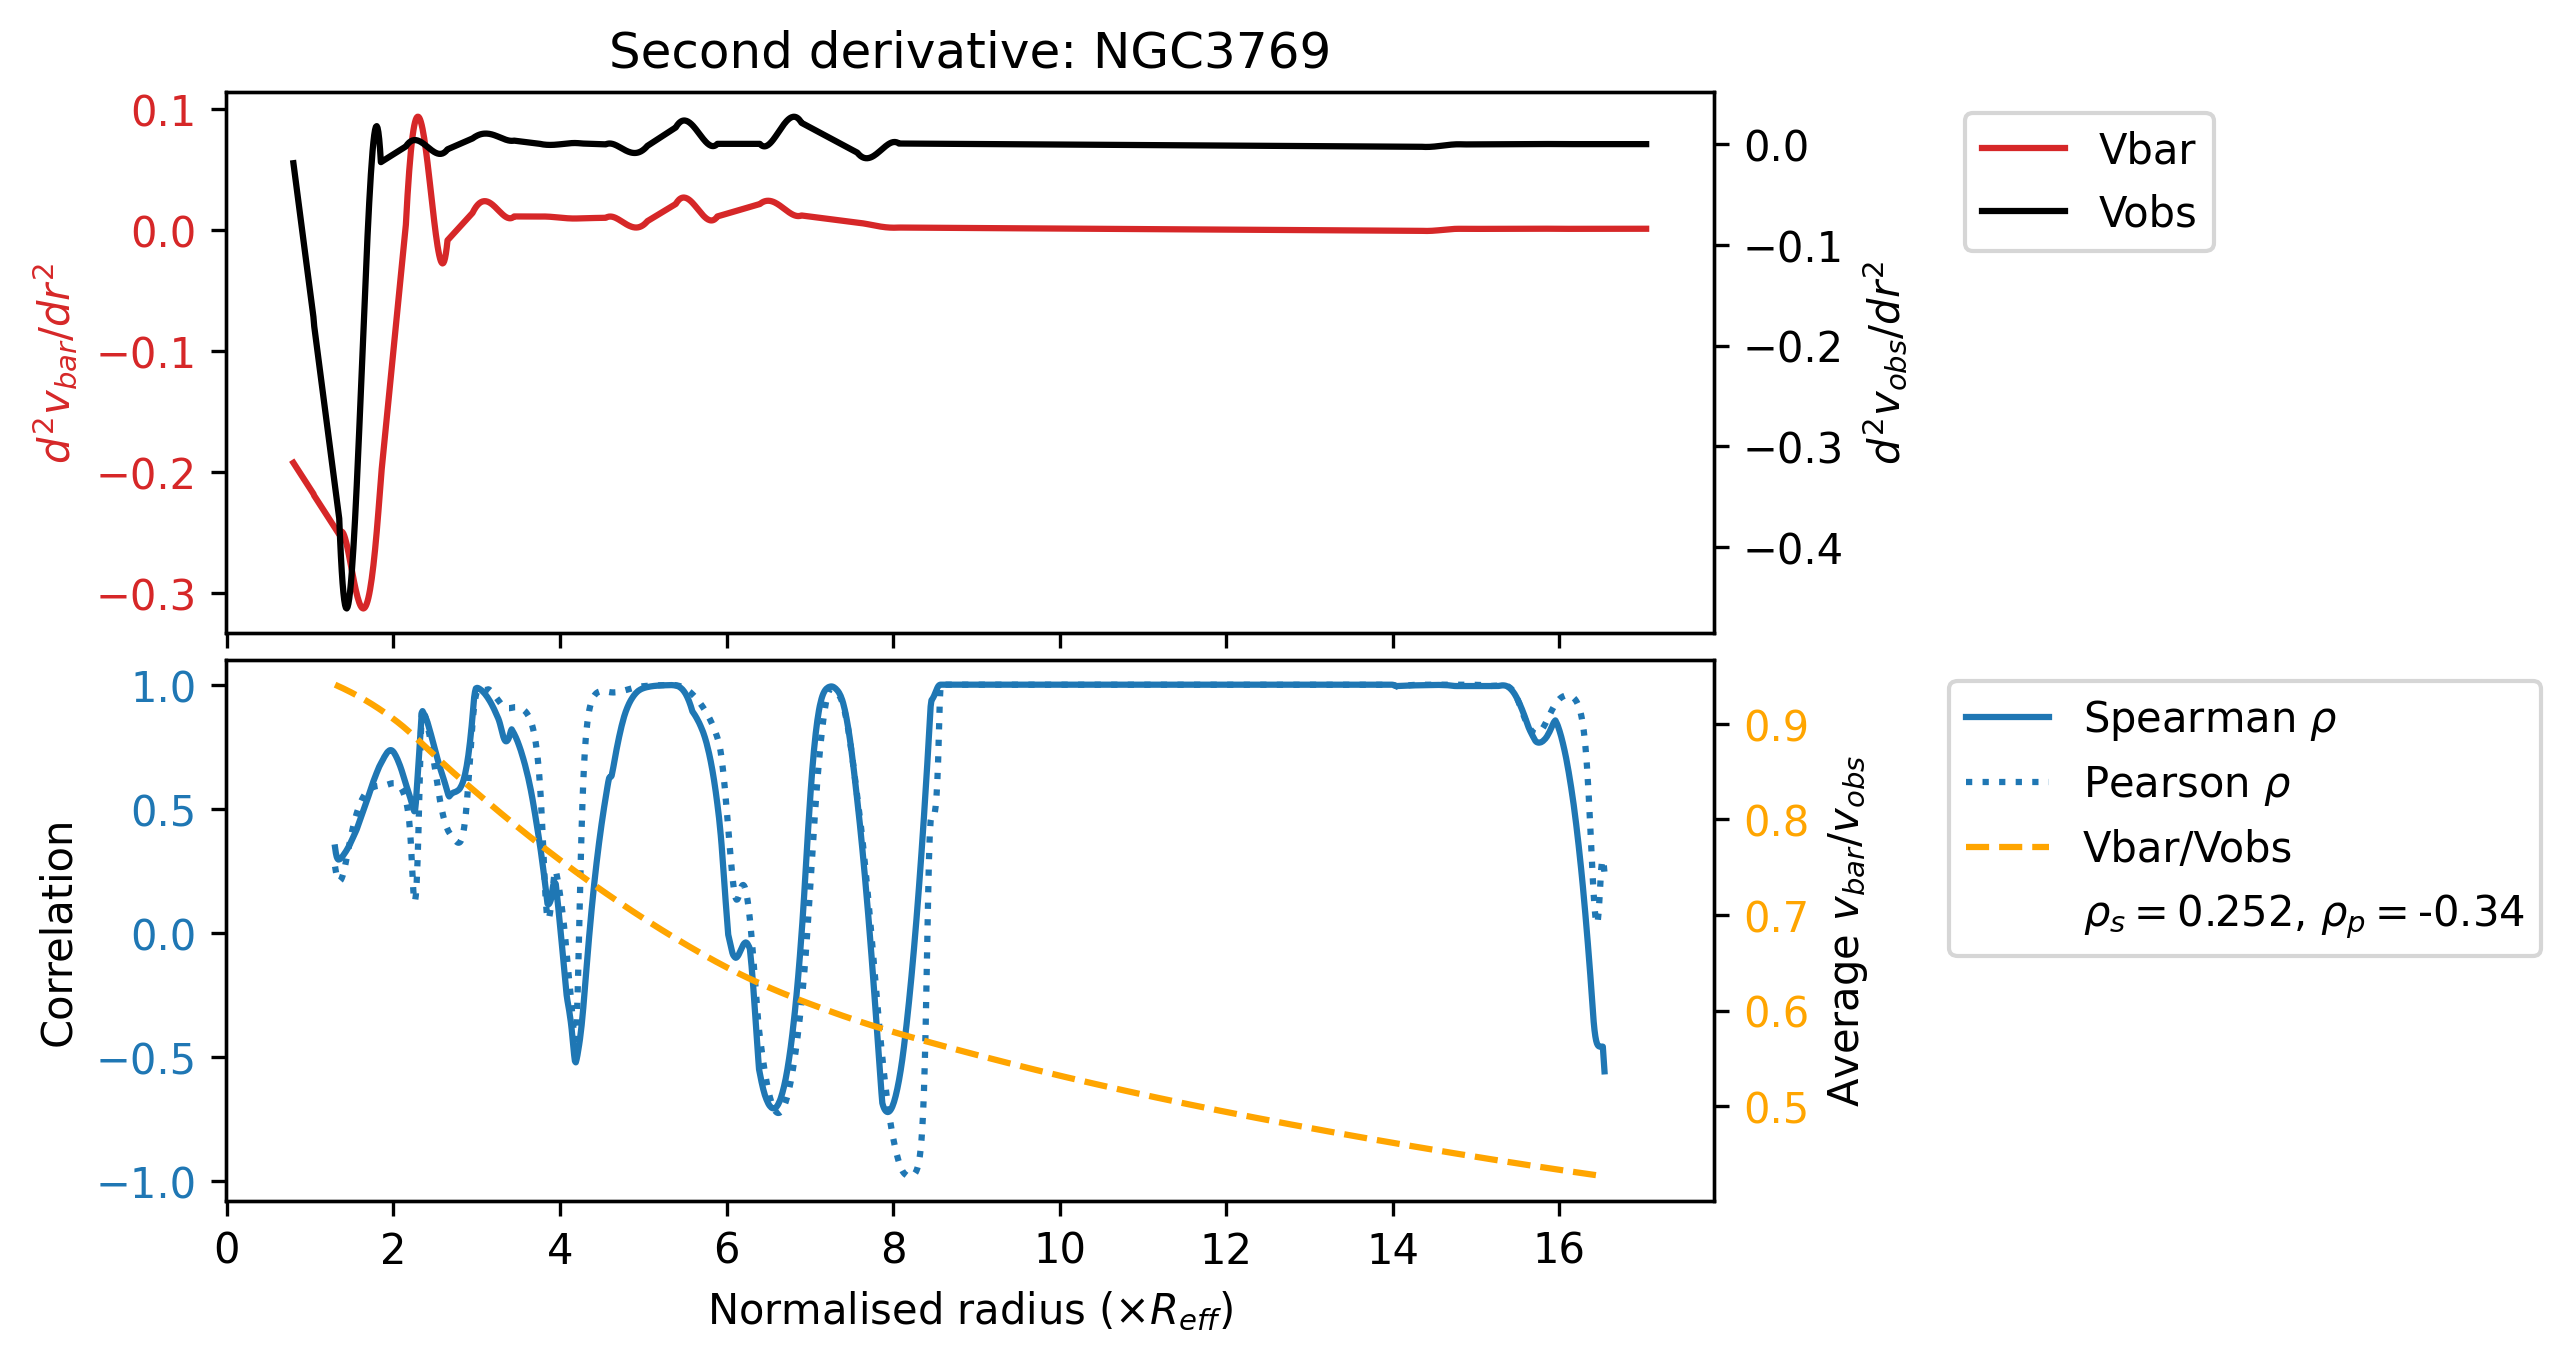 Second derivative: NGC3769
0.1
0.0
−0.1
−0.2
−0.3
d²v_bar/dr²
0.0
−0.1
−0.2
−0.3
−0.4
d²v_obs/dr²
Vbar
Vobs
1.0
0.5
0.0
−0.5
−1.0
Correlation
0.9
0.8
0.7
0.6
0.5
Average v_bar/v_obs
Spearman ρ
Pearson ρ
Vbar/Vobs
ρ_s = 0.252, ρ_p = -0.34
0 2 4 6 8 10 12 14 16
Normalised radius (×R_eff)